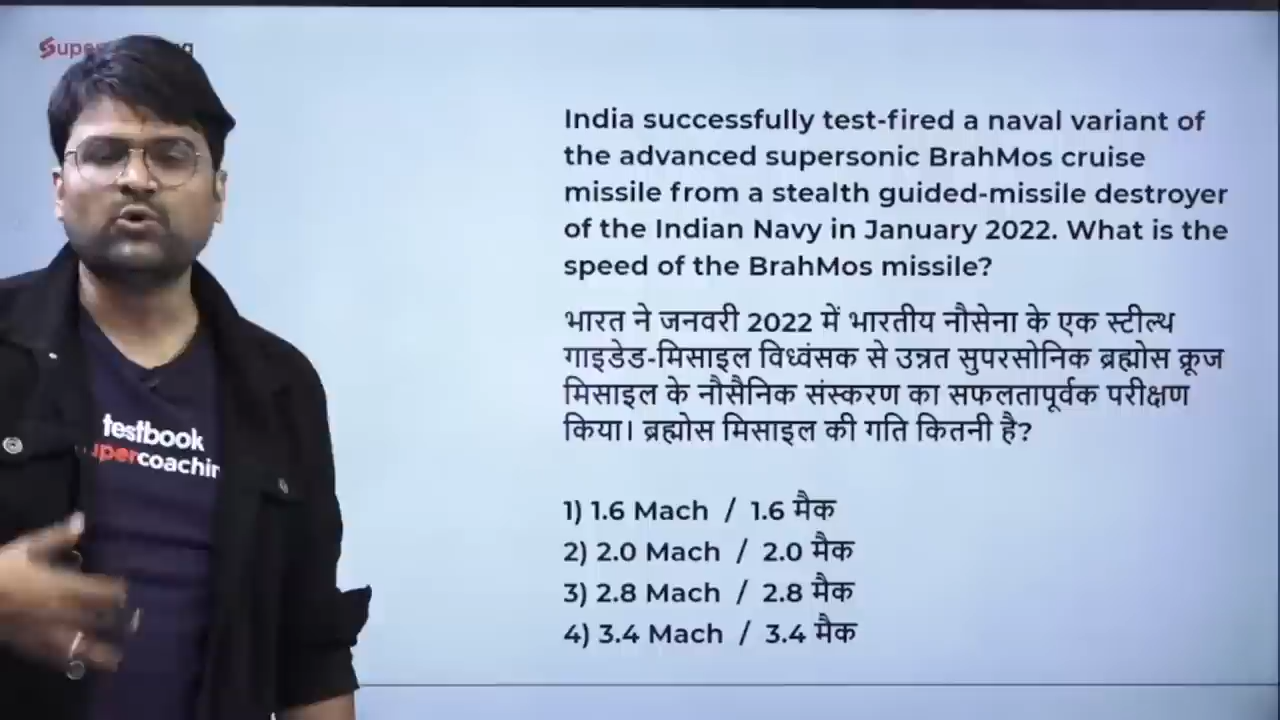 India successfully test-fired a naval variant of
the advanced supersonic BrahMos cruise
missile from a stealth guided-missile destroyer
of the Indian Navy in January 2022. What is the
speed of the BrahMos missile?
भारत ने जनवरी 2022 में भारतीय नौसेना के एक स्टील्थ
गाइडेड-मिसाइल विध्वंसक से उन्नत सुपरसोनिक ब्रह्मोस क्रूज
मिसाइल के नौसैनिक संस्करण का सफलतापूर्वक परीक्षण
किया। ब्रह्मोस मिसाइल की गति कितनी है?
1) 1.6 Mach / 1.6 मैक
2) 2.0 Mach / 2.0 मैक
3) 2.8 Mach / 2.8 मैक
4) 3.4 Mach / 3.4 मैक
testbook